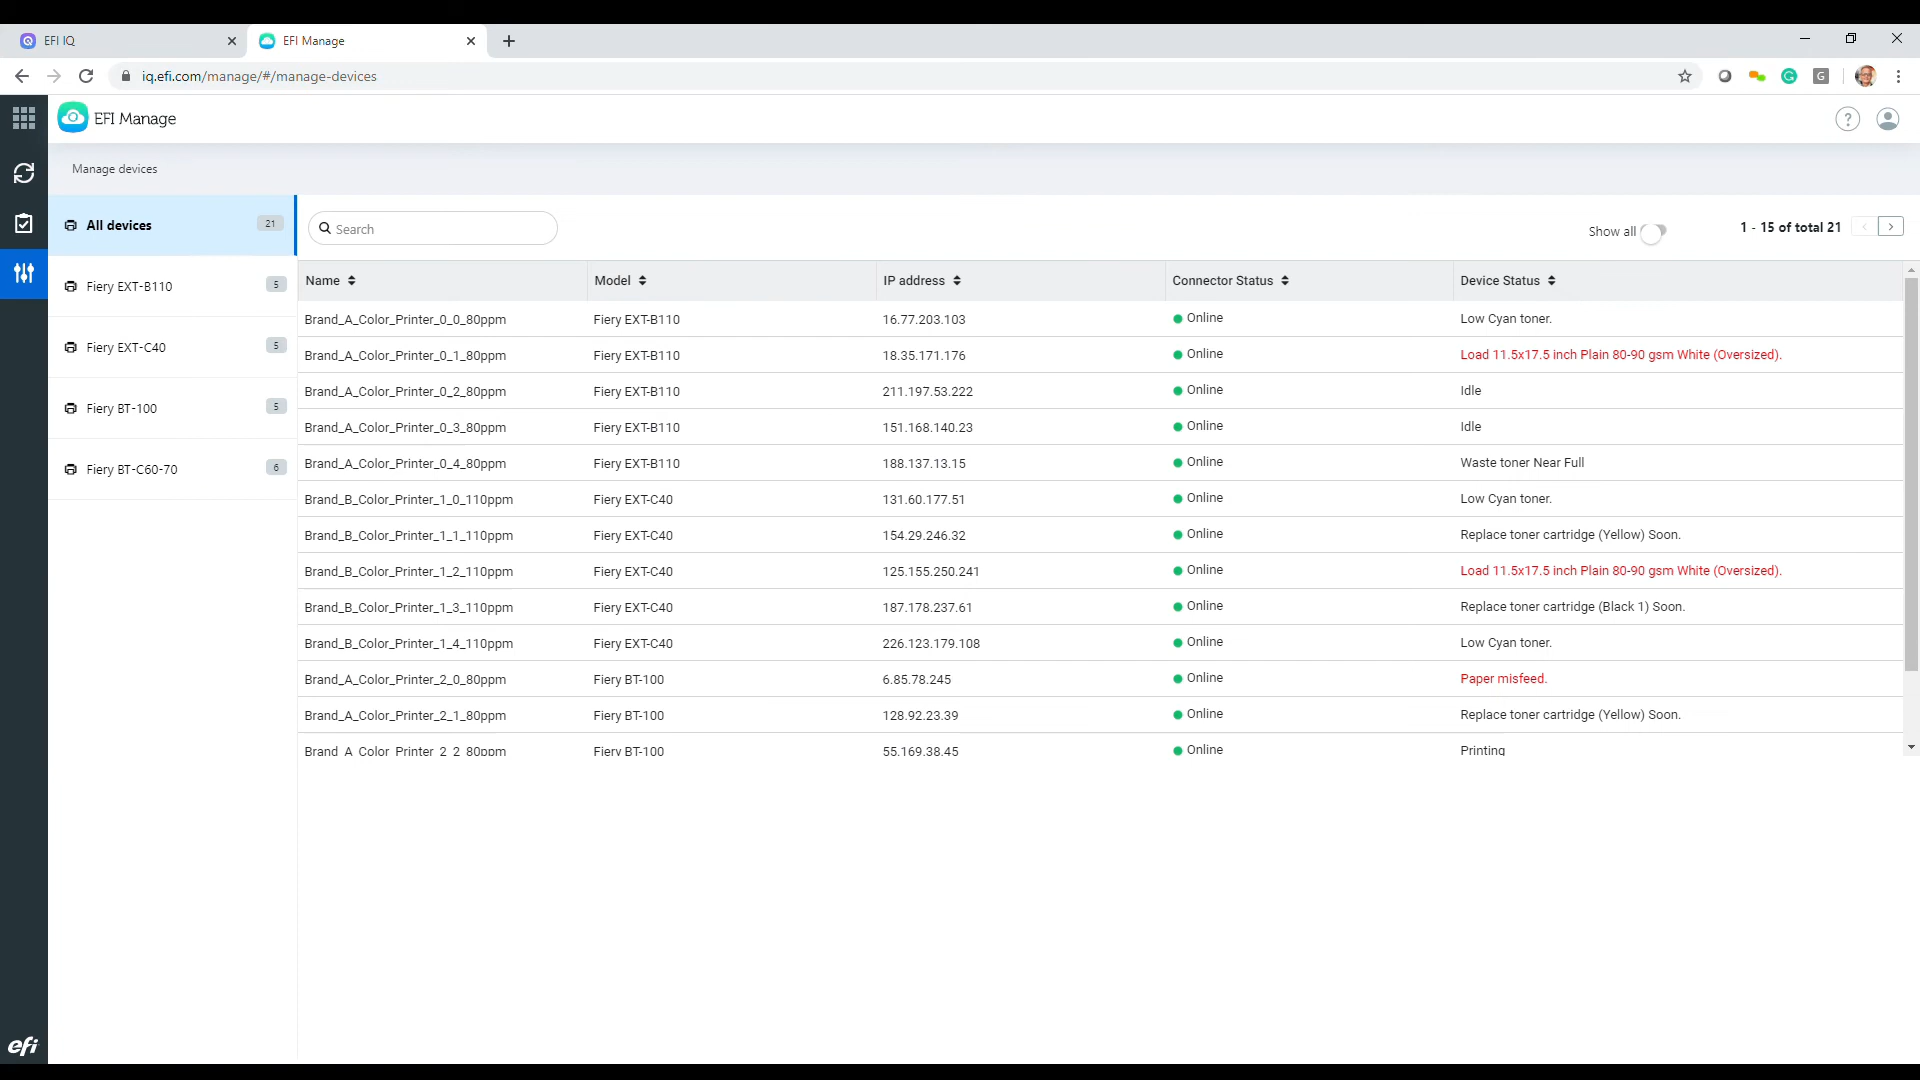 EFI IQ
EFI Manage
iq.efi.com/manage/#/manage-devices
G
EFI Manage
?
Manage devices
All devices 21
Fiery EXT-B110 5
Fiery EXT-C40 5
Fiery BT-100 5
Fiery BT-C60-70 6
Search
Show all
1 - 15 of total 21
Name Model IP address Connector Status Device Status
Brand_A_Color_Printer_0_0_80ppm Fiery EXT-B110 16.77.203.103 Online Low Cyan toner.
Brand_A_Color_Printer_0_1_80ppm Fiery EXT-B110 18.35.171.176 Online Load 11.5x17.5 inch Plain 80-90 gsm White (Oversized).
Brand_A_Color_Printer_0_2_80ppm Fiery EXT-B110 211.197.53.222 Online Idle
Brand_A_Color_Printer_0_3_80ppm Fiery EXT-B110 151.168.140.23 Online Idle
Brand_A_Color_Printer_0_4_80ppm Fiery EXT-B110 188.137.13.15 Online Waste toner Near Full
Brand_B_Color_Printer_1_0_110ppm Fiery EXT-C40 131.60.177.51 Online Low Cyan toner.
Brand_B_Color_Printer_1_1_110ppm Fiery EXT-C40 154.29.246.32 Online Replace toner cartridge (Yellow) Soon.
Brand_B_Color_Printer_1_2_110ppm Fiery EXT-C40 125.155.250.241 Online Load 11.5x17.5 inch Plain 80-90 gsm White (Oversized).
Brand_B_Color_Printer_1_3_110ppm Fiery EXT-C40 187.178.237.61 Online Replace toner cartridge (Black 1) Soon.
Brand_B_Color_Printer_1_4_110ppm Fiery EXT-C40 226.123.179.108 Online Low Cyan toner.
Brand_A_Color_Printer_2_0_80ppm Fiery BT-100 6.85.78.245 Online Paper misfeed.
Brand_A_Color_Printer_2_1_80ppm Fiery BT-100 128.92.23.39 Online Replace toner cartridge (Yellow) Soon.
Brand_A_Color_Printer_2_2_80ppm Fiery BT-100 55.169.38.45 Online Printing
efi